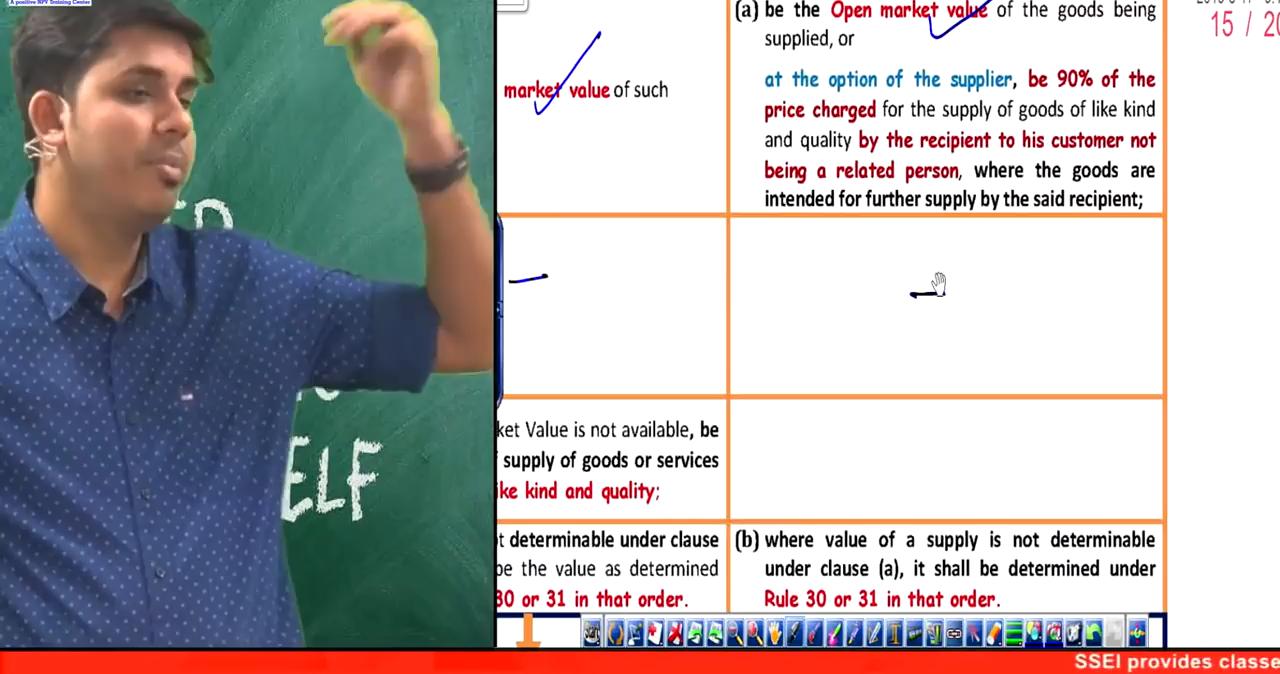 A positive NPV Training Center
market value of such
ket Value is not available, be
supply of goods or services
ike kind and quality;
t determinable under clause
be the value as determined
30 or 31 in that order.
(a) be the Open market value of the goods being
supplied, or
at the option of the supplier, be 90% of the
price charged for the supply of goods of like kind
and quality by the recipient to his customer not
being a related person, where the goods are
intended for further supply by the said recipient;
(b) where value of a supply is not determinable
under clause (a), it shall be determined under
Rule 30 or 31 in that order.
15 / 20
ELF
SSEI provides classe